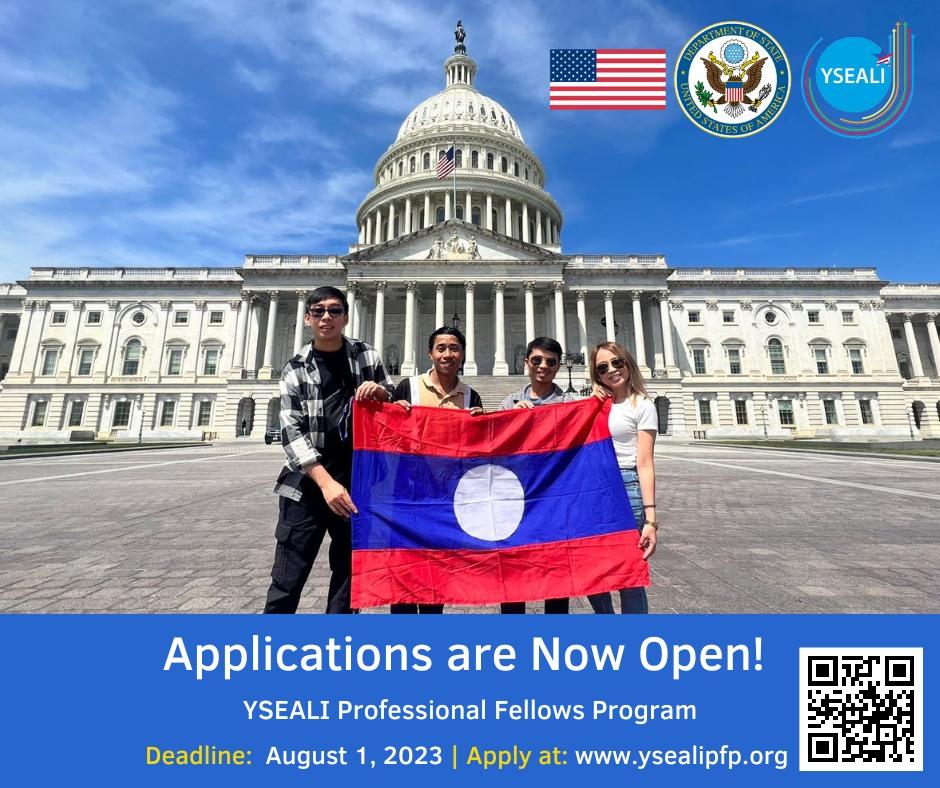 DEPARTMENT OF STATE
UNITED STATES OF AMERICA
YSEALI
Applications are Now Open!
YSEALI Professional Fellows Program
Deadline: August 1, 2023 | Apply at: www.ysealipfp.org